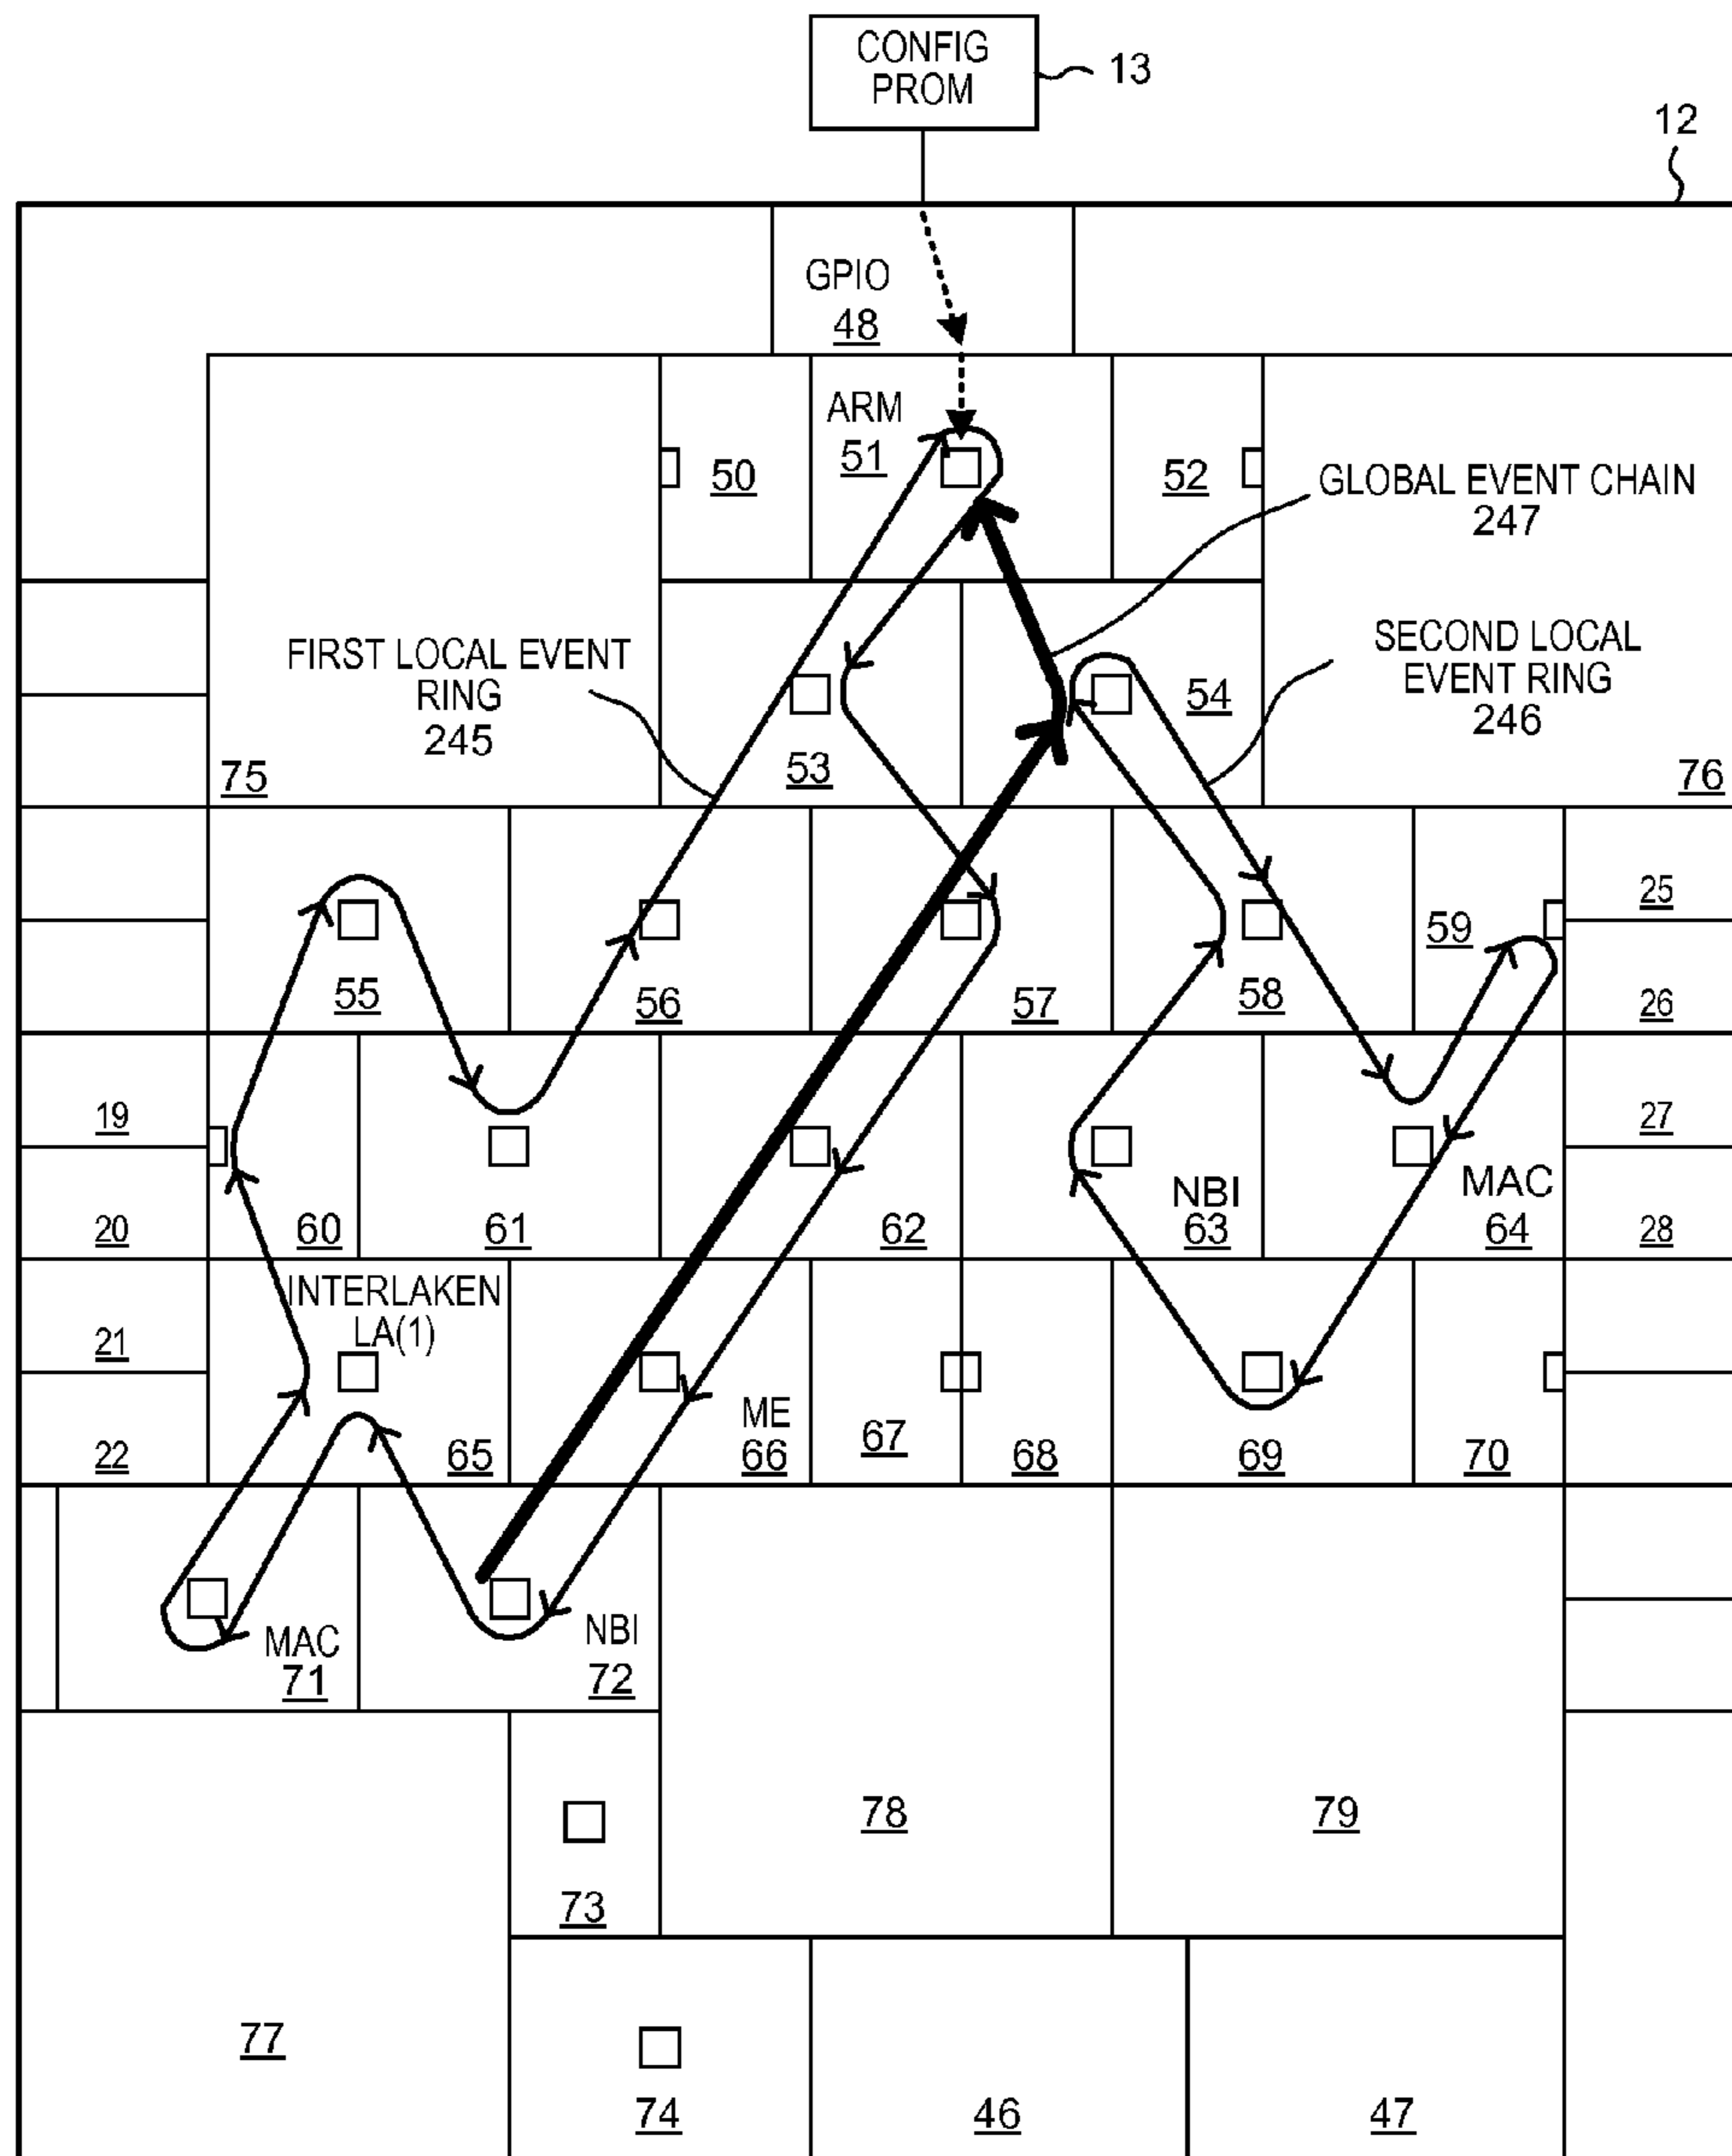 CONFIG
PROM
13
12
GPIO
48
ARM
51
50
52
GLOBAL EVENT CHAIN
247
FIRST LOCAL EVENT
RING
245
SECOND LOCAL
EVENT RING
246
54
53
75
76
25
59
55
56
57
58
26
19
27
NBI
63
MAC
64
20
60
61
62
28
INTERLAKEN
LA(1)
21
ME
66
67
22
65
68
69
70
MAC
71
NBI
72
78
79
73
77
74
46
47